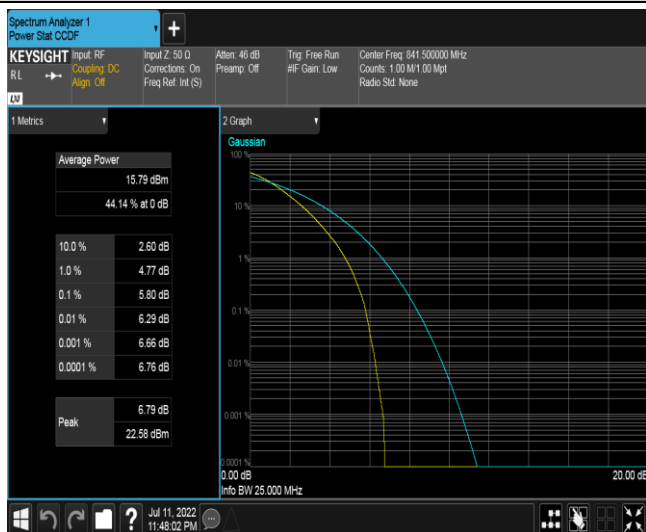 Spectrum Analyzer 1
Power Stat CCDF
+
KEYSIGHT
Input: RF
Input Z: 50 Ω
Atten: 46 dB
Trig: Free Run
Center Freq: 841.500000 MHz
RL
Coupling: DC
Corrections: On
Preamp: Off
#IF Gain: Low
Counts: 1.00 M/1.00 Mpt
Align: Off
Freq Ref: Int (S)
Radio Std: None
LXI
1 Metrics
Average Power
15.79 dBm
44.14 % at 0 dB
10.0 % 2.60 dB
1.0 % 4.77 dB
0.1 % 5.80 dB
0.01 % 6.29 dB
0.001 % 6.66 dB
0.0001 % 6.76 dB
Peak
6.79 dB
22.58 dBm
2 Graph
Gaussian
100 %
10 %
1 %
0.1 %
0.01 %
0.001 %
0.0001 %
0.00 dB
20.00 dB
Info BW 25.000 MHz
?
Jul 11, 2022
11:48:02 PM